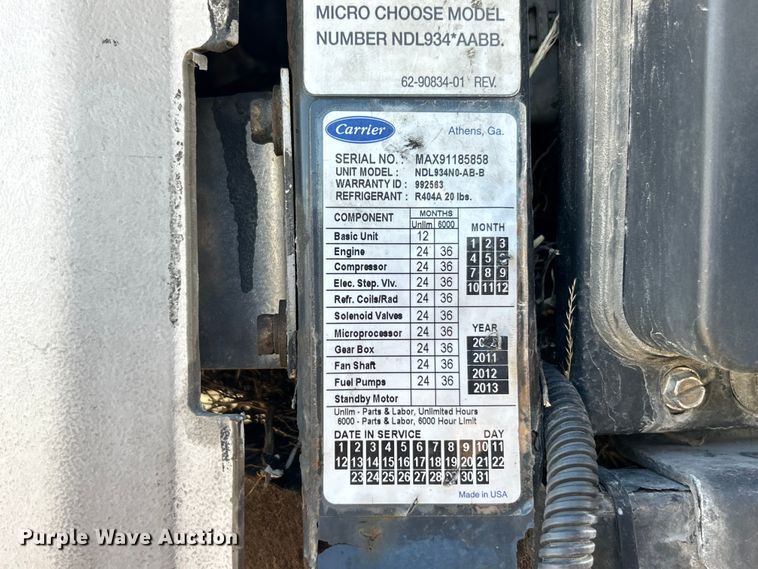 MICRO CHOOSE MODEL
NUMBER NDL934*AABB.
62-90834-01 REV.
Carrier
Athens, Ga.
SERIAL NO. : MAX91185858
UNIT MODEL : NDL934N0-AB-B
WARRANTY ID : 992563
REFRIGERANT : R404A 20 lbs.
COMPONENT MONTHS
Unlim 6000
Basic Unit 12
Engine 24 36
Compressor 24 36
Elec. Step. Vlv. 24 36
Refr. Coils/Rad 24 36
Solenoid Valves 24 36
Microprocessor 24 36
Gear Box 24 36
Fan Shaft 24 36
Fuel Pumps 24 36
Standby Motor
MONTH
1 2 3
4 5
7 8 9
10 11 12
YEAR
2011
2012
2013
Unlim - Parts & Labor, Unlimited Hours
6000 - Parts & Labor, 6000 Hour Limit
DATE IN SERVICE DAY
1 2 3 4 5 6 7 8 9 10 11
12 13 14 15 16 17 18 19 20 21 22
23 24 25 26 27 28 30 31
Made in USA
Purple Wave Auction